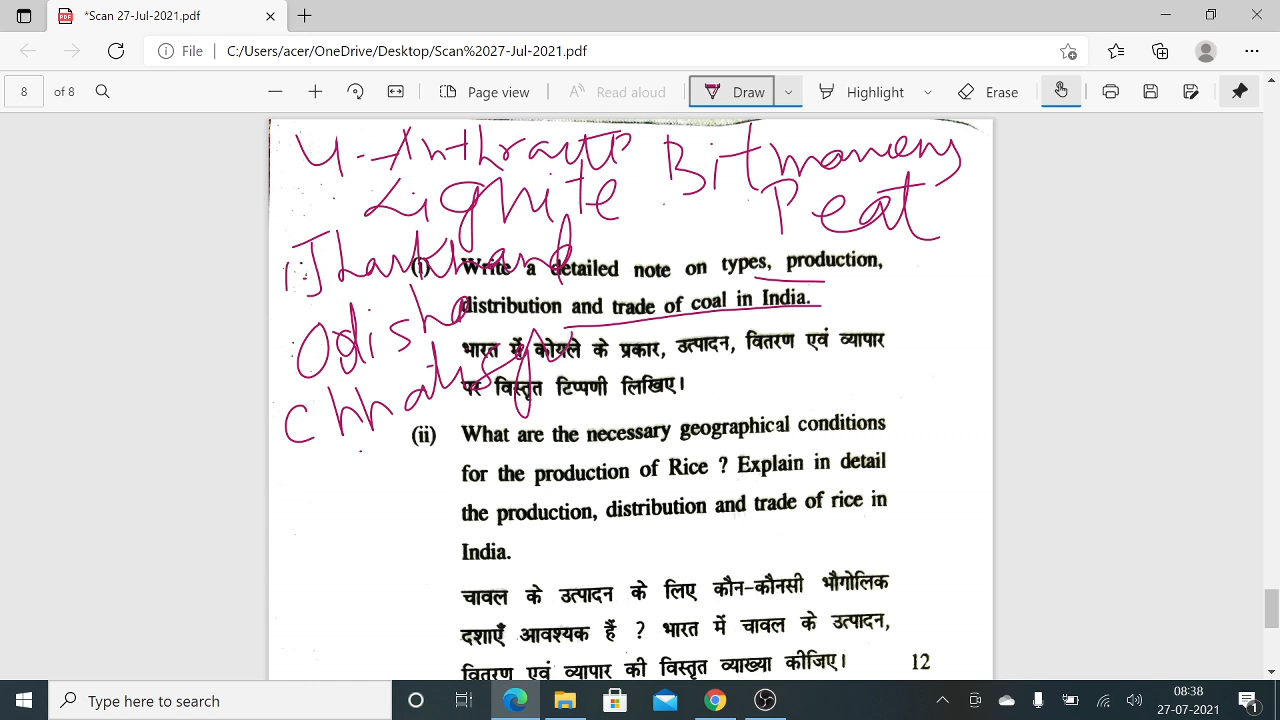 *Scan 27-Jul-2021.pdf
File C:/Users/acer/OneDrive/Desktop/Scan%2027-Jul-2021.pdf
8 of 8 Page view Read aloud Draw Highlight Erase
4 - Anthracite Bitmoneons
Lignite Peat
1. Jharkhand
(i) Write a detailed note on types, production,
distribution and trade of coal in India.
Odisha
भारत में कोयले के प्रकार, उत्पादन, वितरण एवं व्यापार
पर विस्तृत टिप्पणी लिखिए।
Chhatisgr
(ii) What are the necessary geographical conditions
for the production of Rice ? Explain in detail
the production, distribution and trade of rice in
India.
चावल के उत्पादन के लिए कौन-कौनसी भौगोलिक
दशाएँ आवश्यक हैं ? भारत में चावल के उत्पादन,
वितरण एवं व्यापार की विस्तृत व्याख्या कीजिए। 12
Type here to search
08:38
27-07-2021